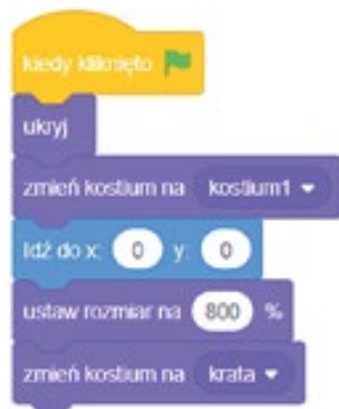 kiedy kliknięto
ukryj
zmień kostium na kostium1
Idź do x: 0 y: 0
ustaw rozmiar na 800 %
zmień kostium na krata